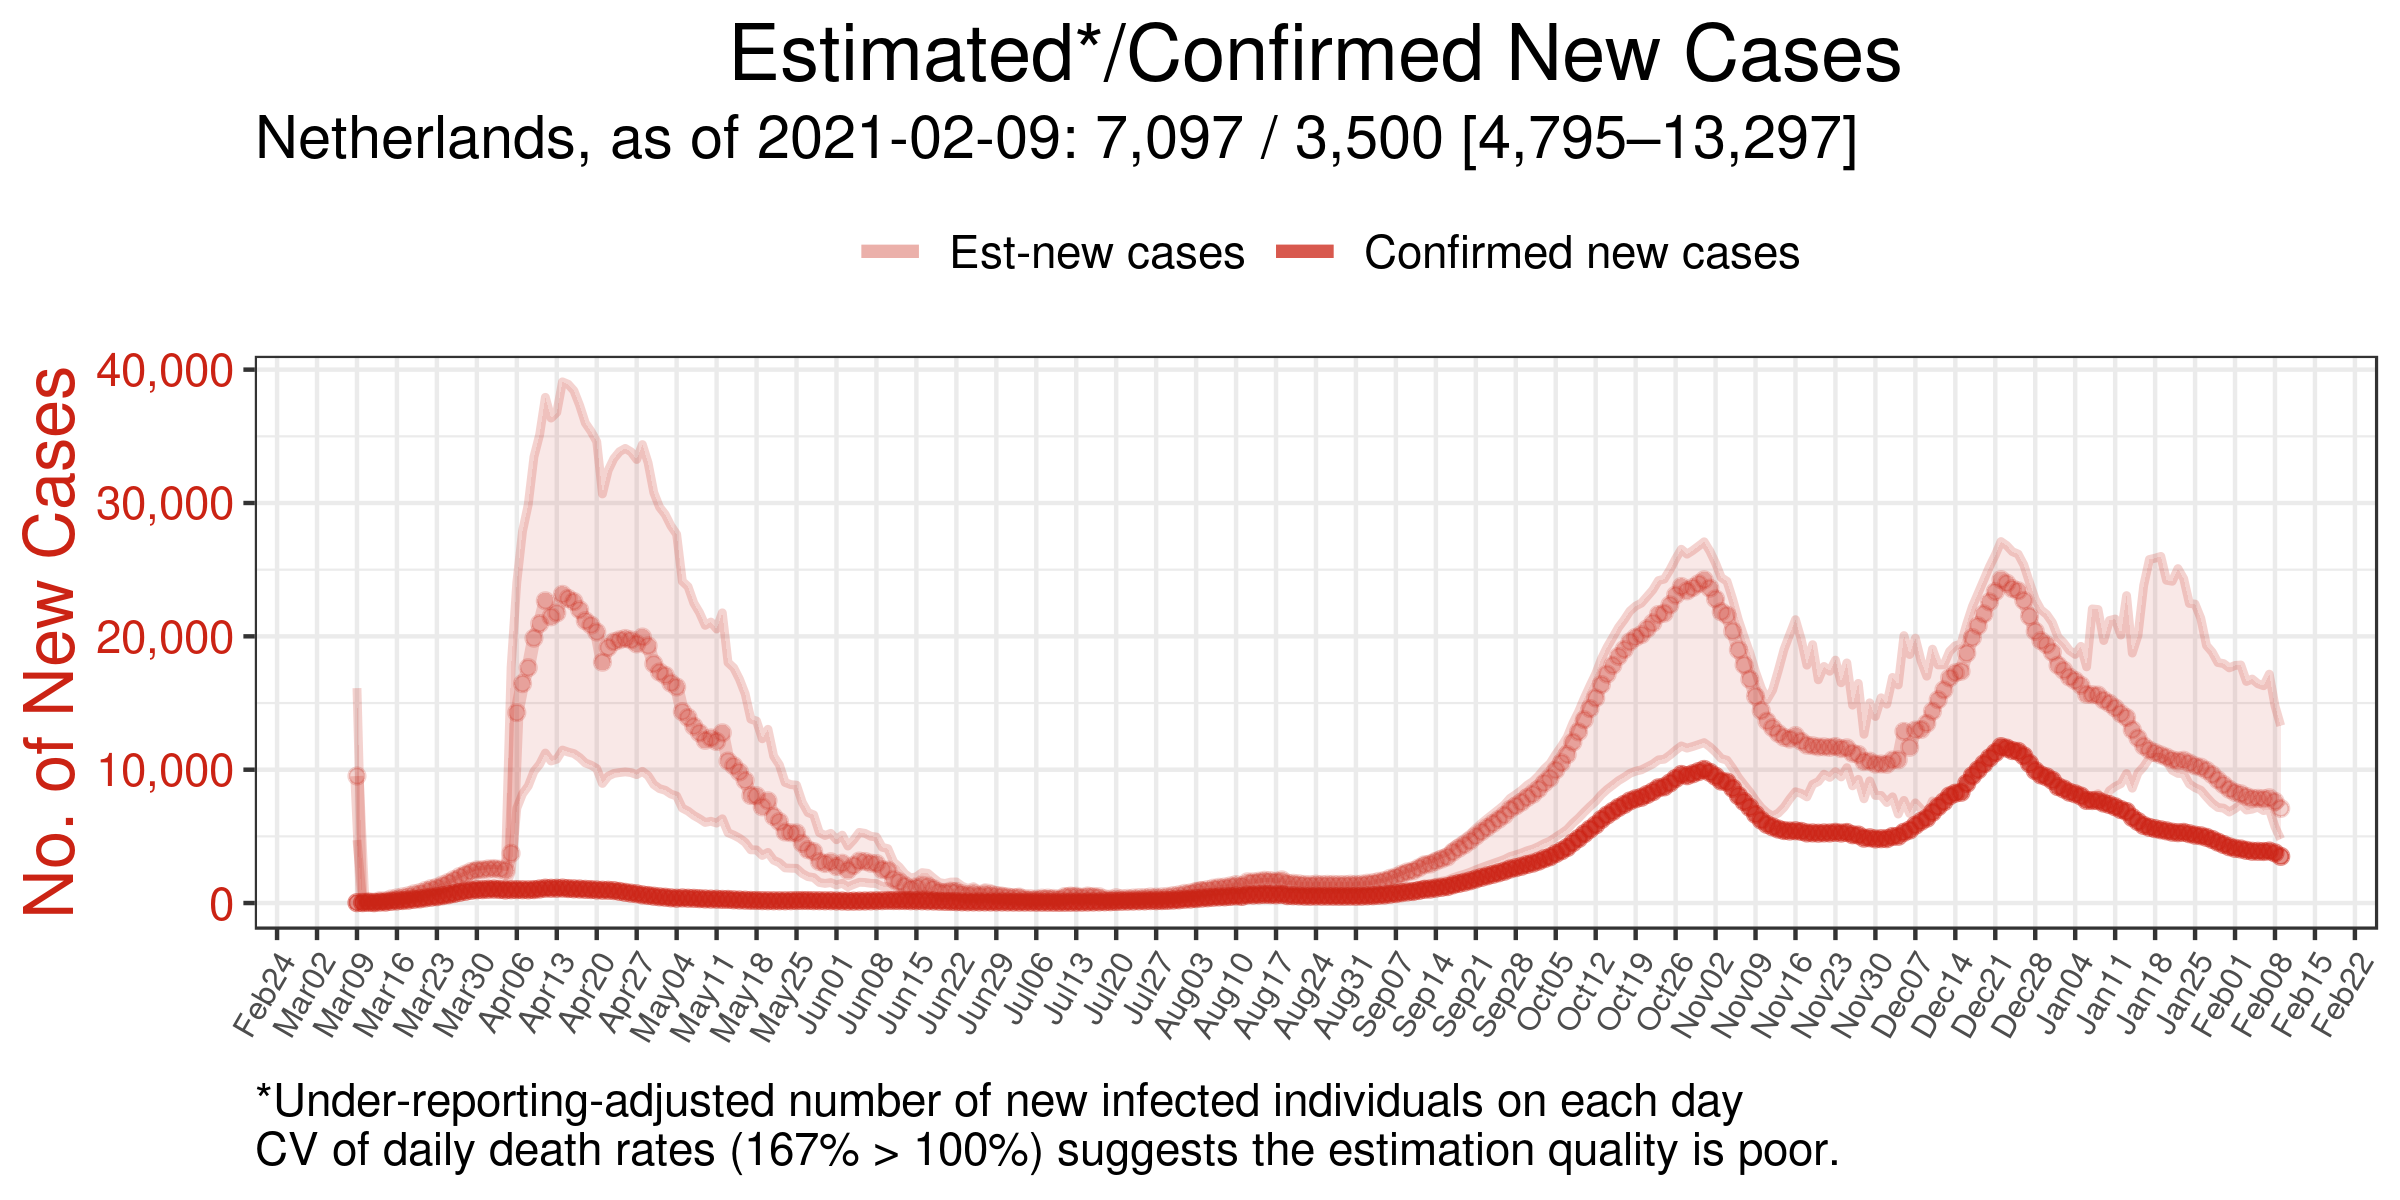 Estimated*/Confirmed New Cases
Netherlands, as of 2021-02-09: 7,097 / 3,500 [4,795–13,297]
Est-new cases Confirmed new cases
No. of New Cases
40,000
30,000
20,000
10,000
0
Feb24 Mar02 Mar09 Mar16 Mar23 Mar30 Apr06 Apr13 Apr20 Apr27 May04 May11 May18 May25 Jun01 Jun08 Jun15 Jun22 Jun29 Jul06 Jul13 Jul20 Jul27 Aug03 Aug10 Aug17 Aug24 Aug31 Sep07 Sep14 Sep21 Sep28 Oct05 Oct12 Oct19 Oct26 Nov02 Nov09 Nov16 Nov23 Nov30 Dec07 Dec14 Dec21 Dec28 Jan04 Jan11 Jan18 Jan25 Feb01 Feb08 Feb15 Feb22
*Under-reporting-adjusted number of new infected individuals on each day
CV of daily death rates (167% > 100%) suggests the estimation quality is poor.